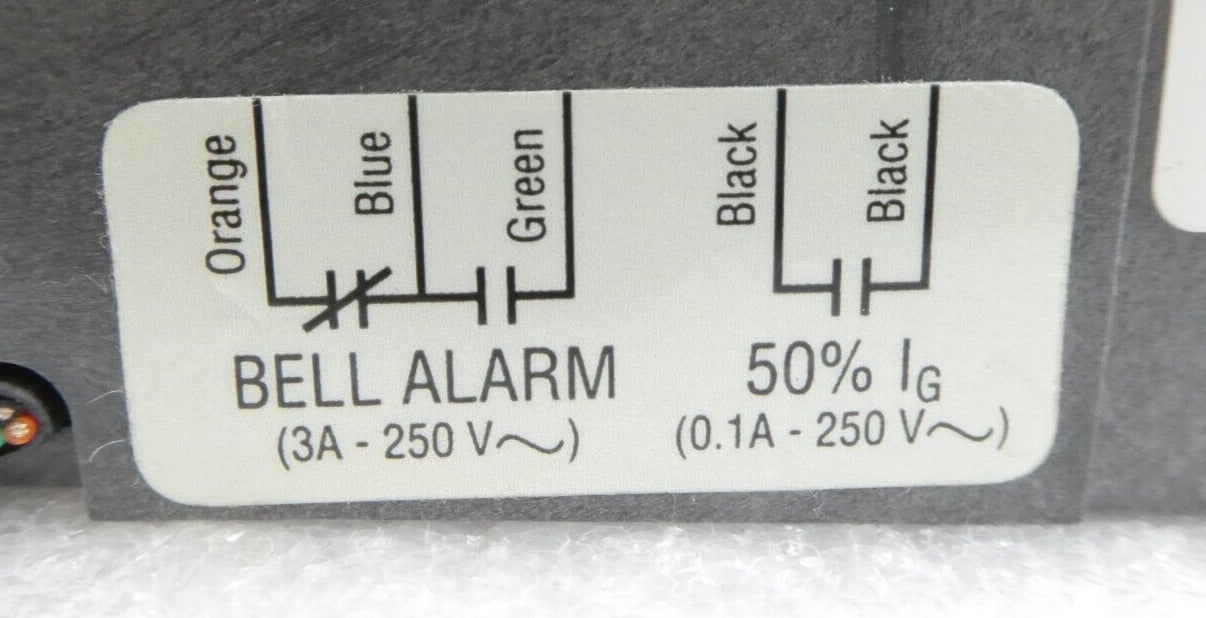 Orange Blue Green Black Black
BELL ALARM 50% IG
(3A - 250 V～) (0.1A - 250 V～)